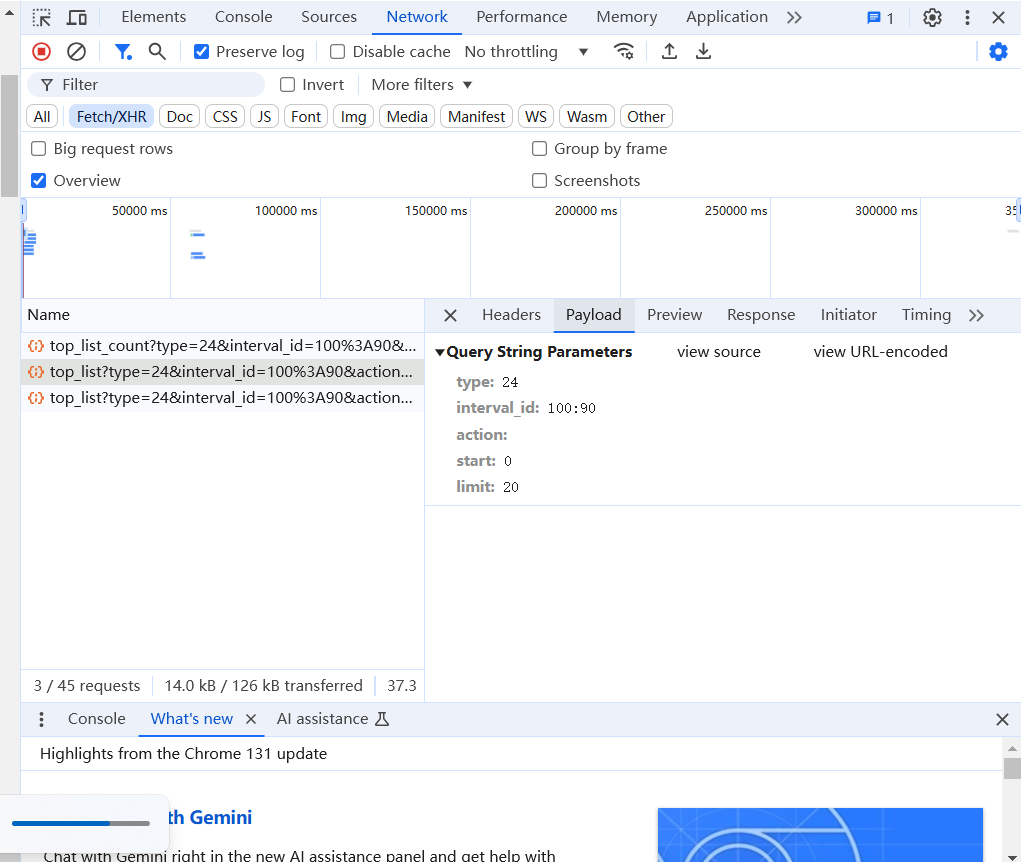 Elements Console Sources Network Performance Memory Application 1
Preserve log Disable cache No throttling
Filter Invert More filters
All Fetch/XHR Doc CSS JS Font Img Media Manifest WS Wasm Other
Big request rows Group by frame
Overview Screenshots
50000 ms 100000 ms 150000 ms 200000 ms 250000 ms 300000 ms 35
Name Headers Payload Preview Response Initiator Timing
top_list_count?type=24&interval_id=100%3A90&...
top_list?type=24&interval_id=100%3A90&action...
top_list?type=24&interval_id=100%3A90&action...
Query String Parameters view source view URL-encoded
type: 24
interval_id: 100:90
action:
start: 0
limit: 20
3 / 45 requests 14.0 kB / 126 kB transferred 37.3
Console What's new AI assistance
Highlights from the Chrome 131 update
th Gemini
Chat with Gemini right in the new AI assistance panel and get help with